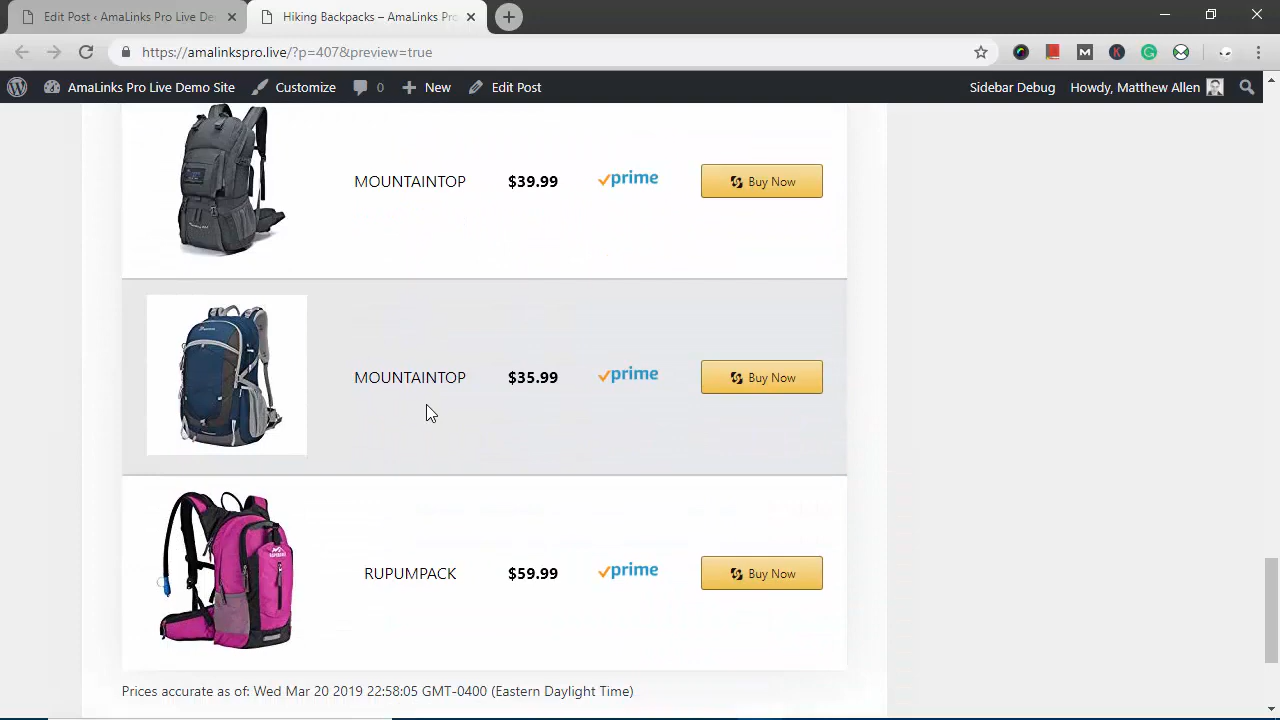 Edit Post ‹ AmaLinks Pro Live De
Hiking Backpacks – AmaLinks Pro
https://amalinkspro.live/?p=407&preview=true
AmaLinks Pro Live Demo Site
Customize
0
New
Edit Post
Sidebar Debug
Howdy, Matthew Allen
MOUNTAINTOP
$39.99
prime
Buy Now
MOUNTAINTOP
$35.99
prime
Buy Now
RUPUMPACK
$59.99
prime
Buy Now
Prices accurate as of: Wed Mar 20 2019 22:58:05 GMT-0400 (Eastern Daylight Time)